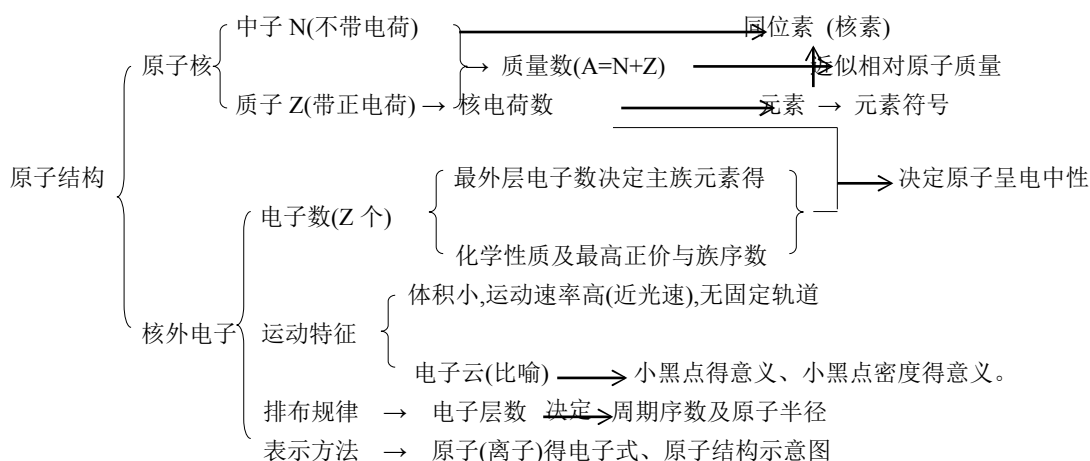 中子 N(不带电荷) 同位素 (核素)
原子核 → 质量数(A=N+Z) 近似相对原子质量
质子 Z(带正电荷) → 核电荷数 元素 → 元素符号
原子结构 最外层电子数决定主族元素得 决定原子呈电中性
电子数(Z 个)
化学性质及最高正价与族序数
体积小,运动速率高(近光速),无固定轨道
核外电子 运动特征
电子云(比喻) 小黑点得意义、小黑点密度得意义。
排布规律 → 电子层数 决定 周期序数及原子半径
表示方法 → 原子(离子)得电子式、原子结构示意图